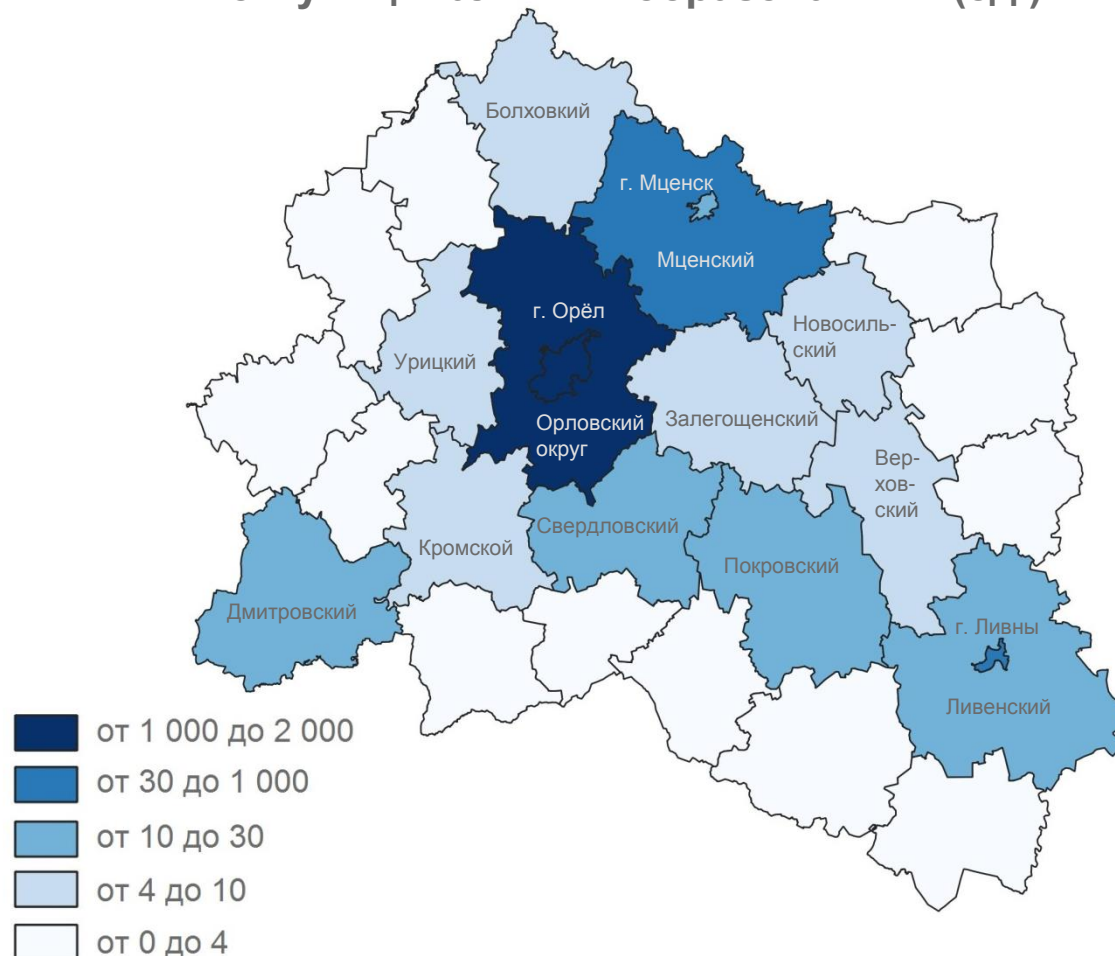 Болховкий
г. Мценск
Мценский
г. Орёл
Новосиль-
ский
Урицкий
Орловский
округ
Залегощенский
Вер-
хов-
ский
Свердловский
Кромской
Покровский
Дмитровский
г. Ливны
Ливенский
от 1 000 до 2 000
от 30 до 1 000
от 10 до 30
от 4 до 10
от 0 до 4